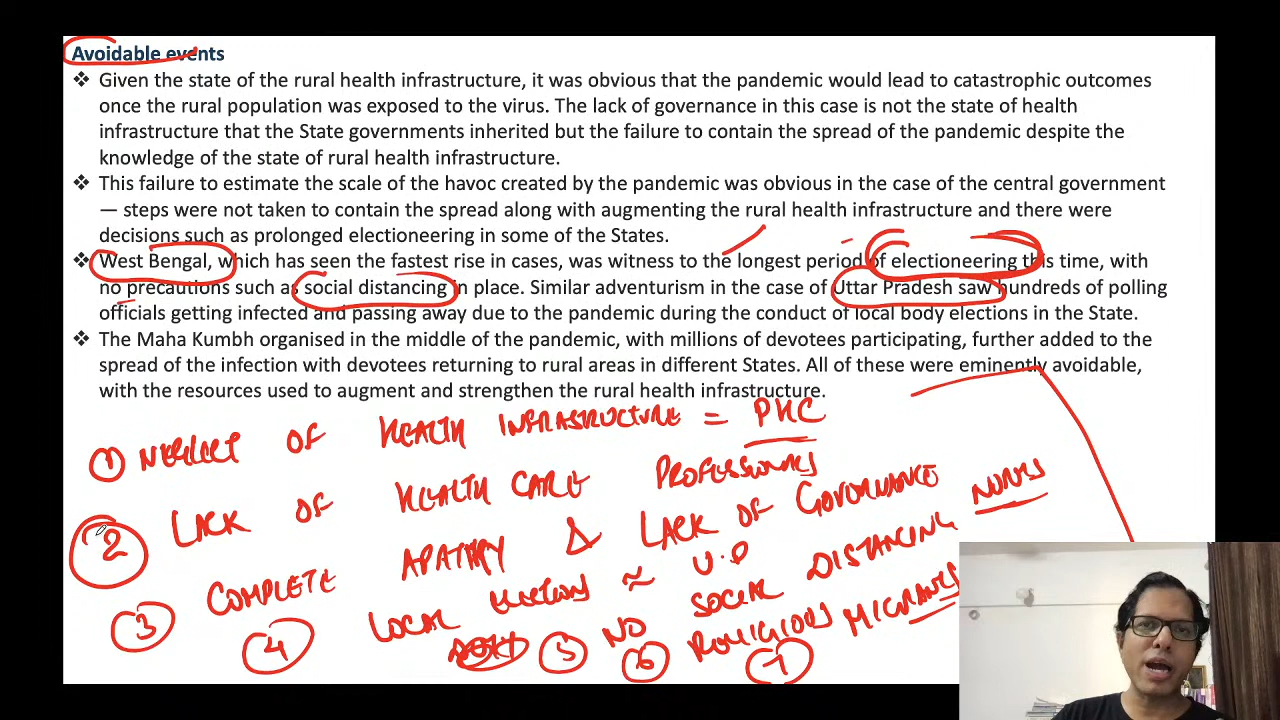 Avoidable events
❖ Given the state of the rural health infrastructure, it was obvious that the pandemic would lead to catastrophic outcomes
once the rural population was exposed to the virus. The lack of governance in this case is not the state of health
infrastructure that the State governments inherited but the failure to contain the spread of the pandemic despite the
knowledge of the state of rural health infrastructure.
❖ This failure to estimate the scale of the havoc created by the pandemic was obvious in the case of the central government
— steps were not taken to contain the spread along with augmenting the rural health infrastructure and there were
decisions such as prolonged electioneering in some of the States.
❖ West Bengal, which has seen the fastest rise in cases, was witness to the longest period of electioneering this time, with
no precautions such as social distancing in place. Similar adventurism in the case of Uttar Pradesh saw hundreds of polling
officials getting infected and passing away due to the pandemic during the conduct of local body elections in the State.
❖ The Maha Kumbh organised in the middle of the pandemic, with millions of devotees participating, further added to the
spread of the infection with devotees returning to rural areas in different States. All of these were eminently avoidable,
with the resources used to augment and strengthen the rural health infrastructure.
① NEGLECT OF HEALTH INFRASTRUCTURE = PHC
② LACK OF HEALTH CARE PROFESSIONALS
③ COMPLETE APATHY & LACK OF GOVERNANCE
④ LOCAL ELECTIONS ≈ U.P
⑤ NO SOCIAL DISTANCING NORMS
⑥ RELIGIOUS MIGRANTS
⑦